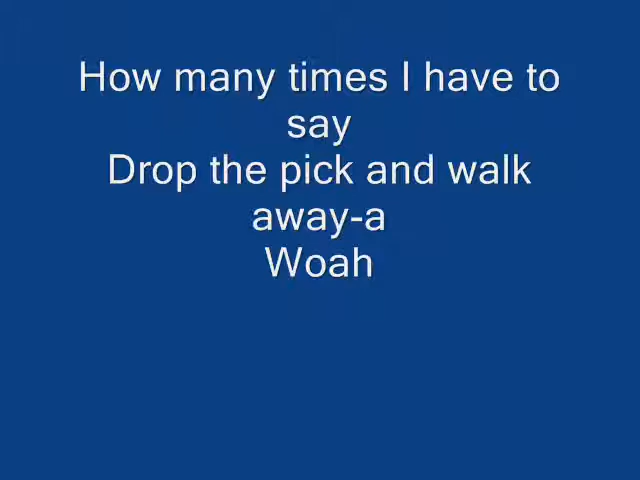 How many times I have to
say
Drop the pick and walk
away-a
Woah